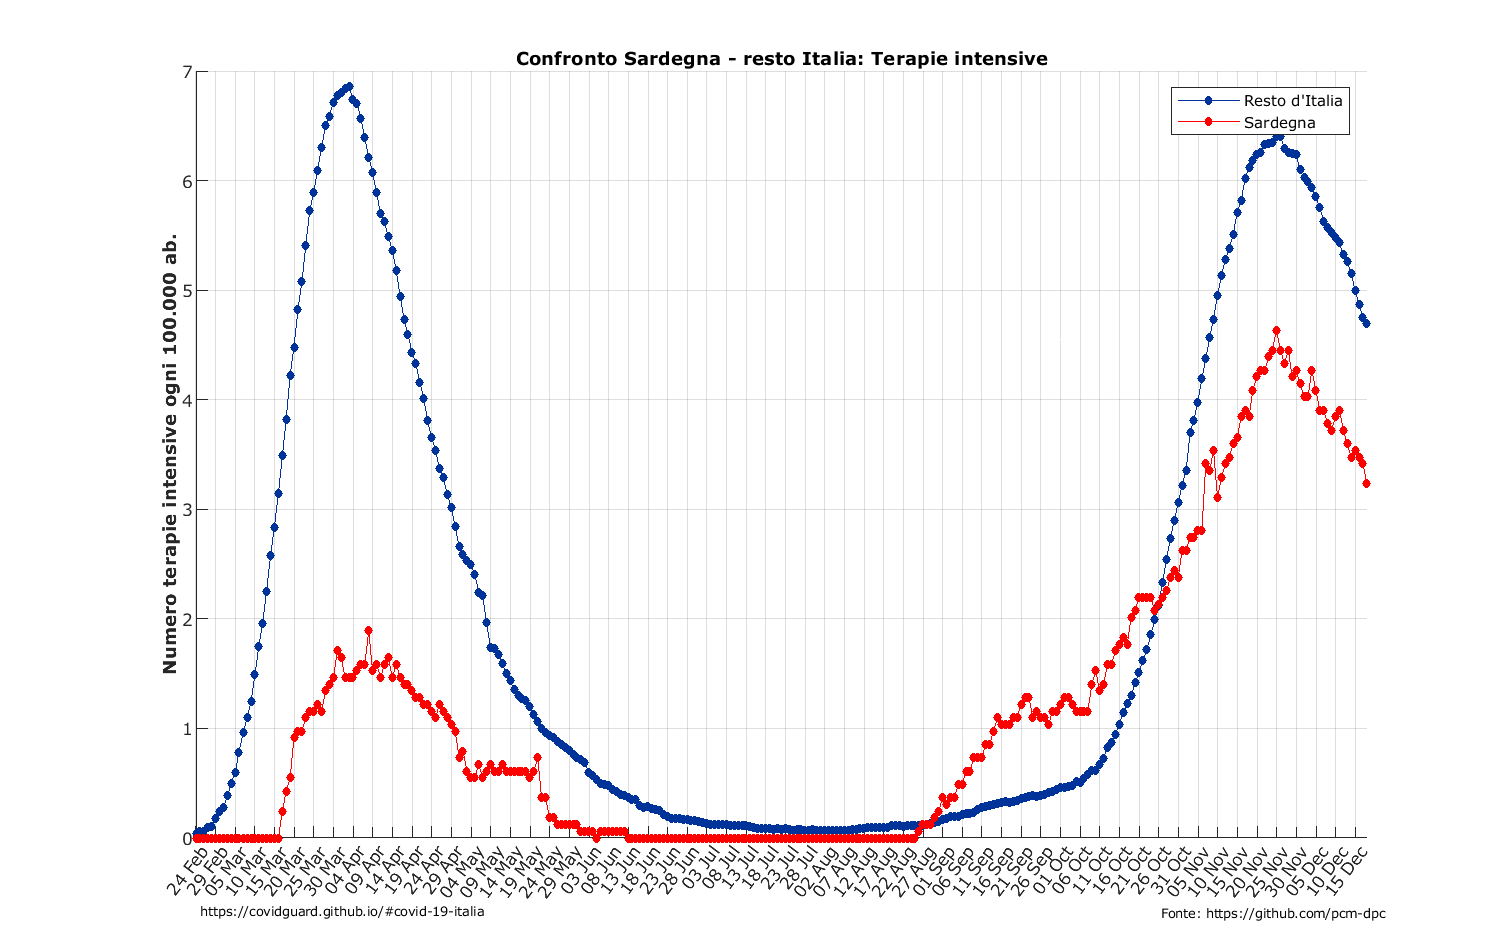 Confronto Sardegna - resto Italia: Terapie intensive
Resto d'Italia
Sardegna
Numero terapie intensive ogni 100.000 ab.
7
6
5
4
3
2
1
0
24 Feb
29 Feb
05 Mar
10 Mar
15 Mar
20 Mar
25 Mar
30 Mar
04 Apr
09 Apr
14 Apr
19 Apr
24 Apr
29 Apr
04 May
09 May
14 May
19 May
24 May
29 May
03 Jun
08 Jun
13 Jun
18 Jun
23 Jun
28 Jun
03 Jul
08 Jul
13 Jul
18 Jul
23 Jul
28 Jul
02 Aug
07 Aug
12 Aug
17 Aug
22 Aug
27 Aug
01 Sep
06 Sep
11 Sep
16 Sep
21 Sep
26 Sep
01 Oct
06 Oct
11 Oct
16 Oct
21 Oct
26 Oct
31 Oct
05 Nov
10 Nov
15 Nov
20 Nov
25 Nov
30 Nov
05 Dec
10 Dec
15 Dec
https://covidguard.github.io/#covid-19-italia
Fonte: https://github.com/pcm-dpc